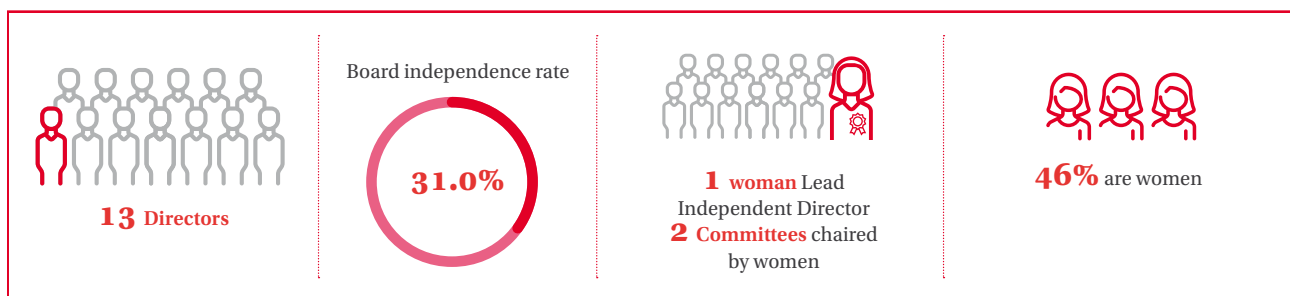 13 Directors
Board independence rate
31.0%
1 woman Lead
Independent Director
2 Committees chaired
by women
46% are women